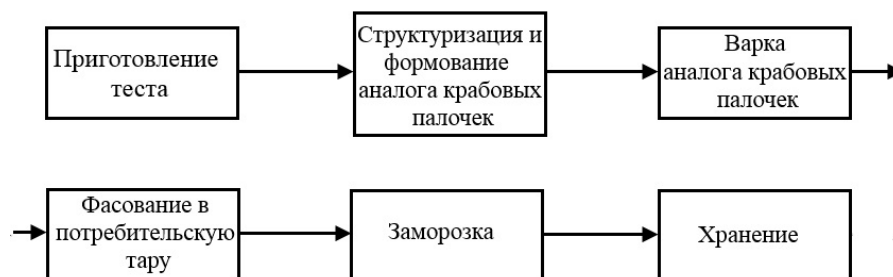 Приготовление
теста
Структуризация и
формование
аналога крабовых
палочек
Варка
аналога крабовых
палочек
Фасование в
потребительскую
тару
Заморозка
Хранение